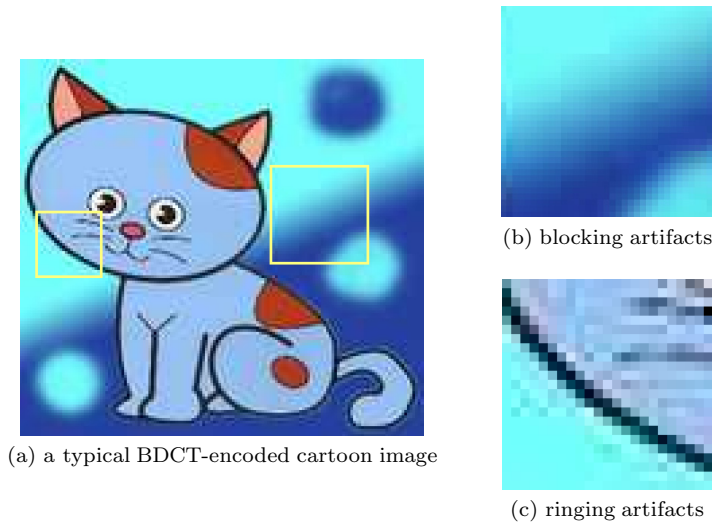 (a) a typical BDCT-encoded cartoon image
(b) blocking artifacts
(c) ringing artifacts